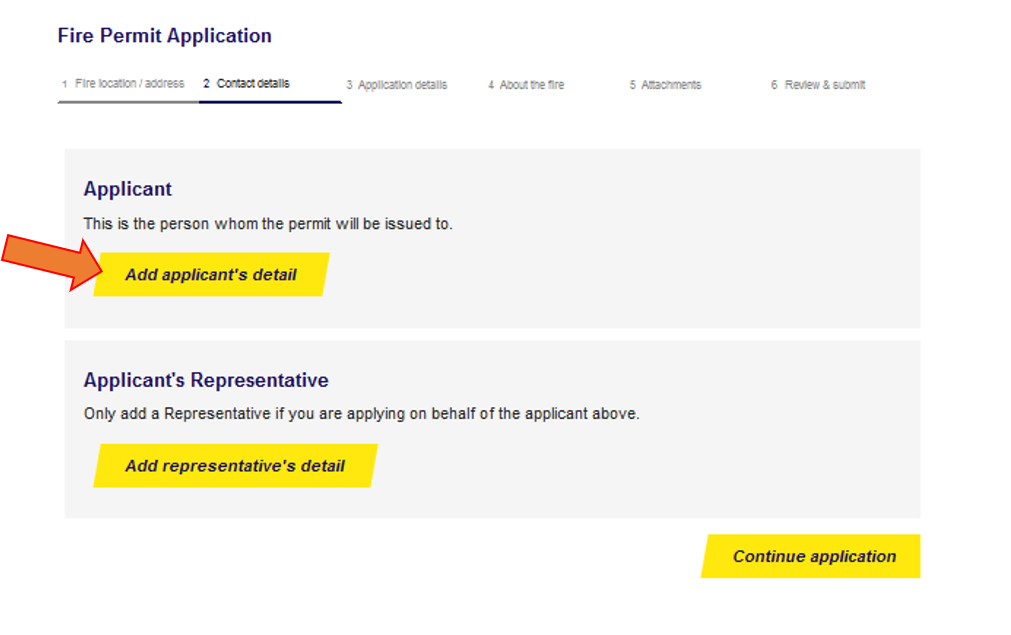 Fire Permit Application
1 Fire location / address 2 Contact details 3 Application details 4 About the fire 5 Attachments 6 Review & submit
Applicant
This is the person whom the permit will be issued to.
Add applicant's detail
Applicant's Representative
Only add a Representative if you are applying on behalf of the applicant above.
Add representative's detail
Continue application